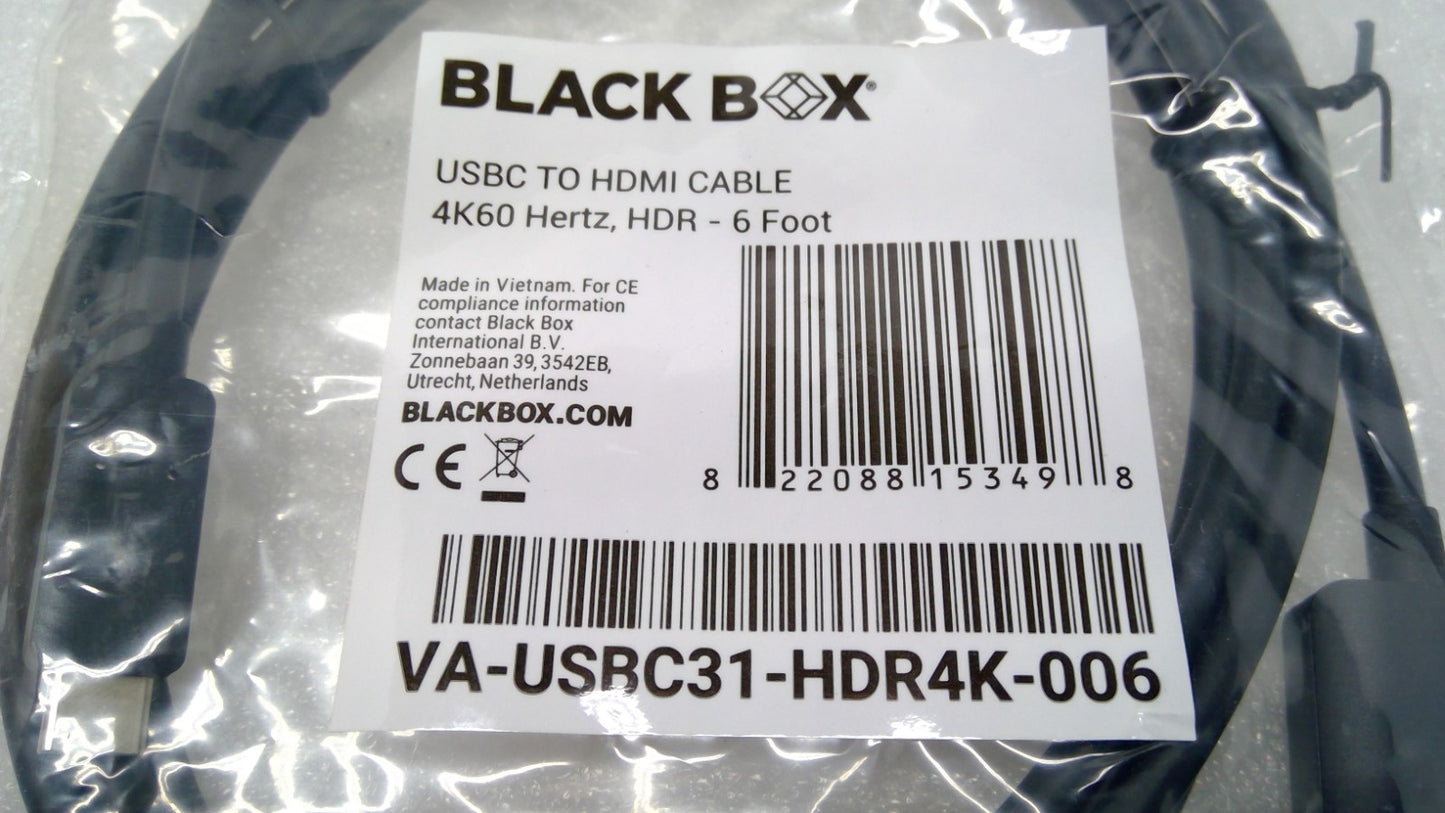 BLACK BOX®
USBC TO HDMI CABLE
4K60 Hertz, HDR - 6 Foot
Made in Vietnam. For CE
compliance information
contact Black Box
International B.V.
Zonnebaan 39, 3542EB,
Utrecht, Netherlands
BLACKBOX.COM
CE
8 22088 15349 8
VA-USBC31-HDR4K-006